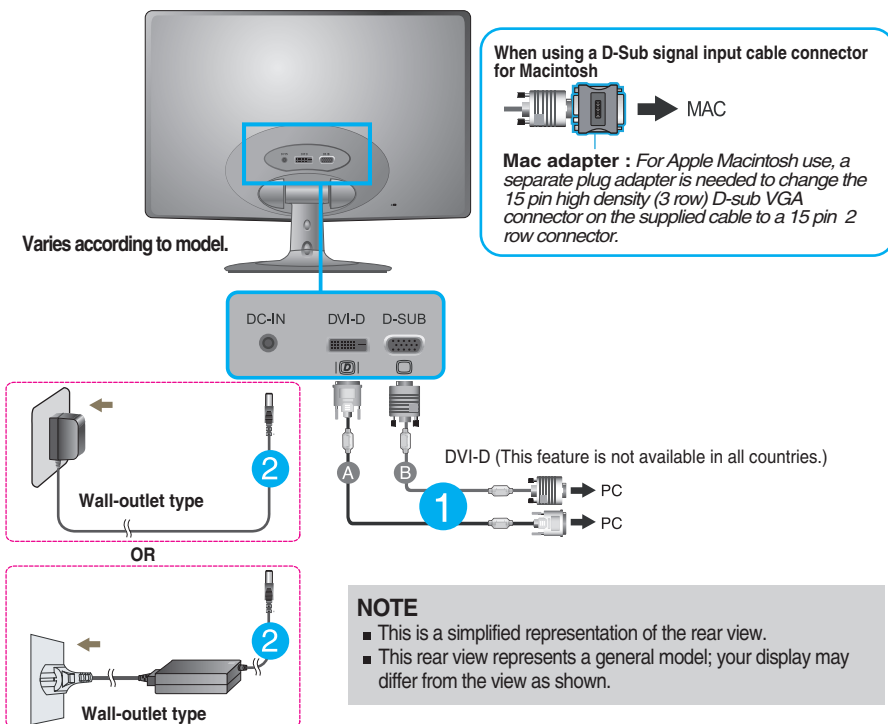 When using a D-Sub signal input cable connector
for Macintosh
MAC
Mac adapter : For Apple Macintosh use, a
separate plug adapter is needed to change the
15 pin high density (3 row) D-sub VGA
connector on the supplied cable to a 15 pin 2
row connector.
Varies according to model.
DC-IN DVI-D D-SUB
D
A B
DVI-D (This feature is not available in all countries.)
1
PC
PC
2
Wall-outlet type
OR
2
Wall-outlet type
NOTE
■ This is a simplified representation of the rear view.
■ This rear view represents a general model; your display may
differ from the view as shown.